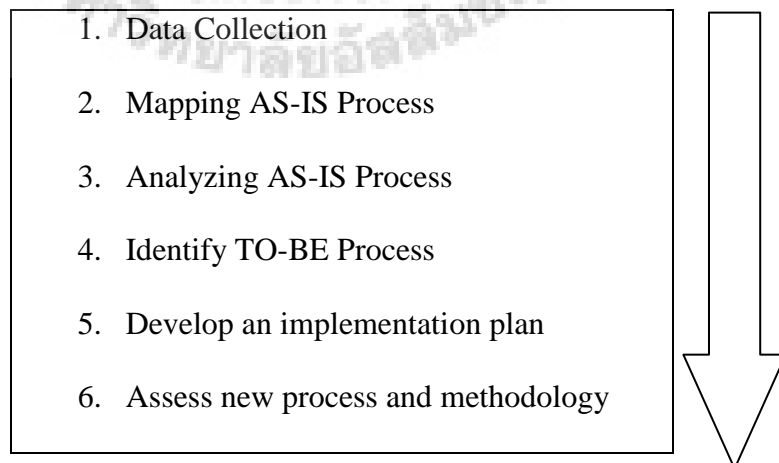 1. Data Collection
2. Mapping AS-IS Process
3. Analyzing AS-IS Process
4. Identify TO-BE Process
5. Develop an implementation plan
6. Assess new process and methodology